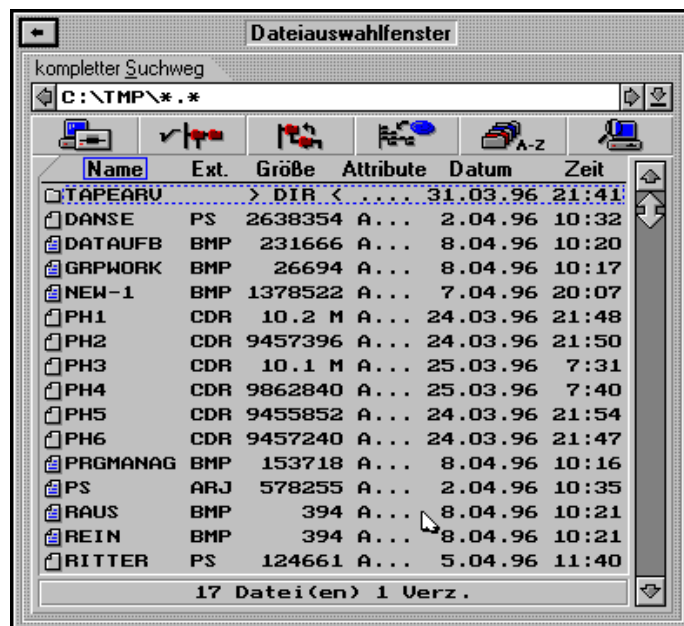 Dateiauswahlfenster
kompletter Suchweg
C:\TMP\*.*
A-Z
Name Ext. Größe Attribute Datum Zeit
TAPEARV > DIR < .... 31.03.96 21:41
DANSE PS 2638354 A... 2.04.96 10:32
DATAUFB BMP 231666 A... 8.04.96 10:20
GRPWORK BMP 26694 A... 8.04.96 10:17
NEW-1 BMP 1378522 A... 7.04.96 20:07
PH1 CDR 10.2 M A... 24.03.96 21:48
PH2 CDR 9457396 A... 24.03.96 21:50
PH3 CDR 10.1 M A... 25.03.96 7:31
PH4 CDR 9862840 A... 25.03.96 7:40
PH5 CDR 9455852 A... 24.03.96 21:54
PH6 CDR 9457240 A... 24.03.96 21:47
PRGMANAG BMP 153718 A... 8.04.96 10:16
PS ARJ 578255 A... 2.04.96 10:35
RAUS BMP 394 A... 8.04.96 10:21
REIN BMP 394 A... 8.04.96 10:21
RITTER PS 124661 A... 5.04.96 11:40
17 Datei(en) 1 Verz.